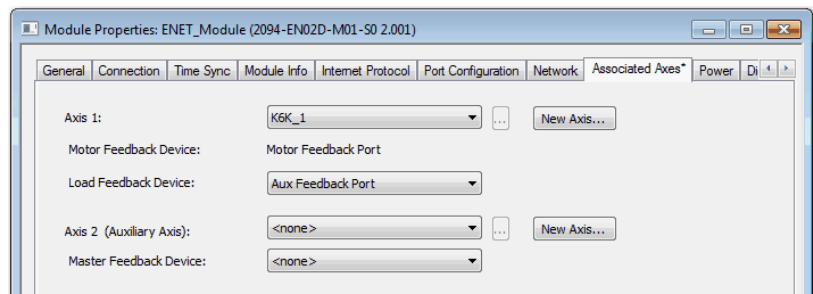 Module Properties: ENET_Module (2094-EN02D-M01-S0 2.001)
General Connection Time Sync Module Info Internet Protocol Port Configuration Network Associated Axes* Power Di
Axis 1: K6K_1 ... New Axis...
Motor Feedback Device: Motor Feedback Port
Load Feedback Device: Aux Feedback Port
Axis 2 (Auxiliary Axis): <none> ... New Axis...
Master Feedback Device: <none>